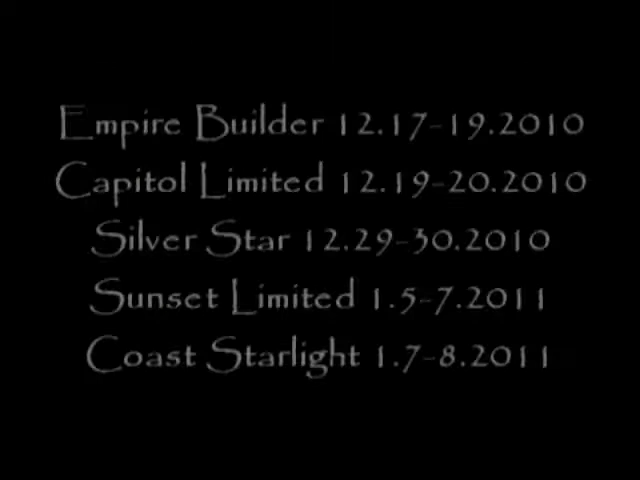 Empire Builder 12.17-19.2010
Capitol Limited 12.19-20.2010
Silver Star 12.29-30.2010
Sunset Limited 1.5-7.2011
Coast Starlight 1.7-8.2011